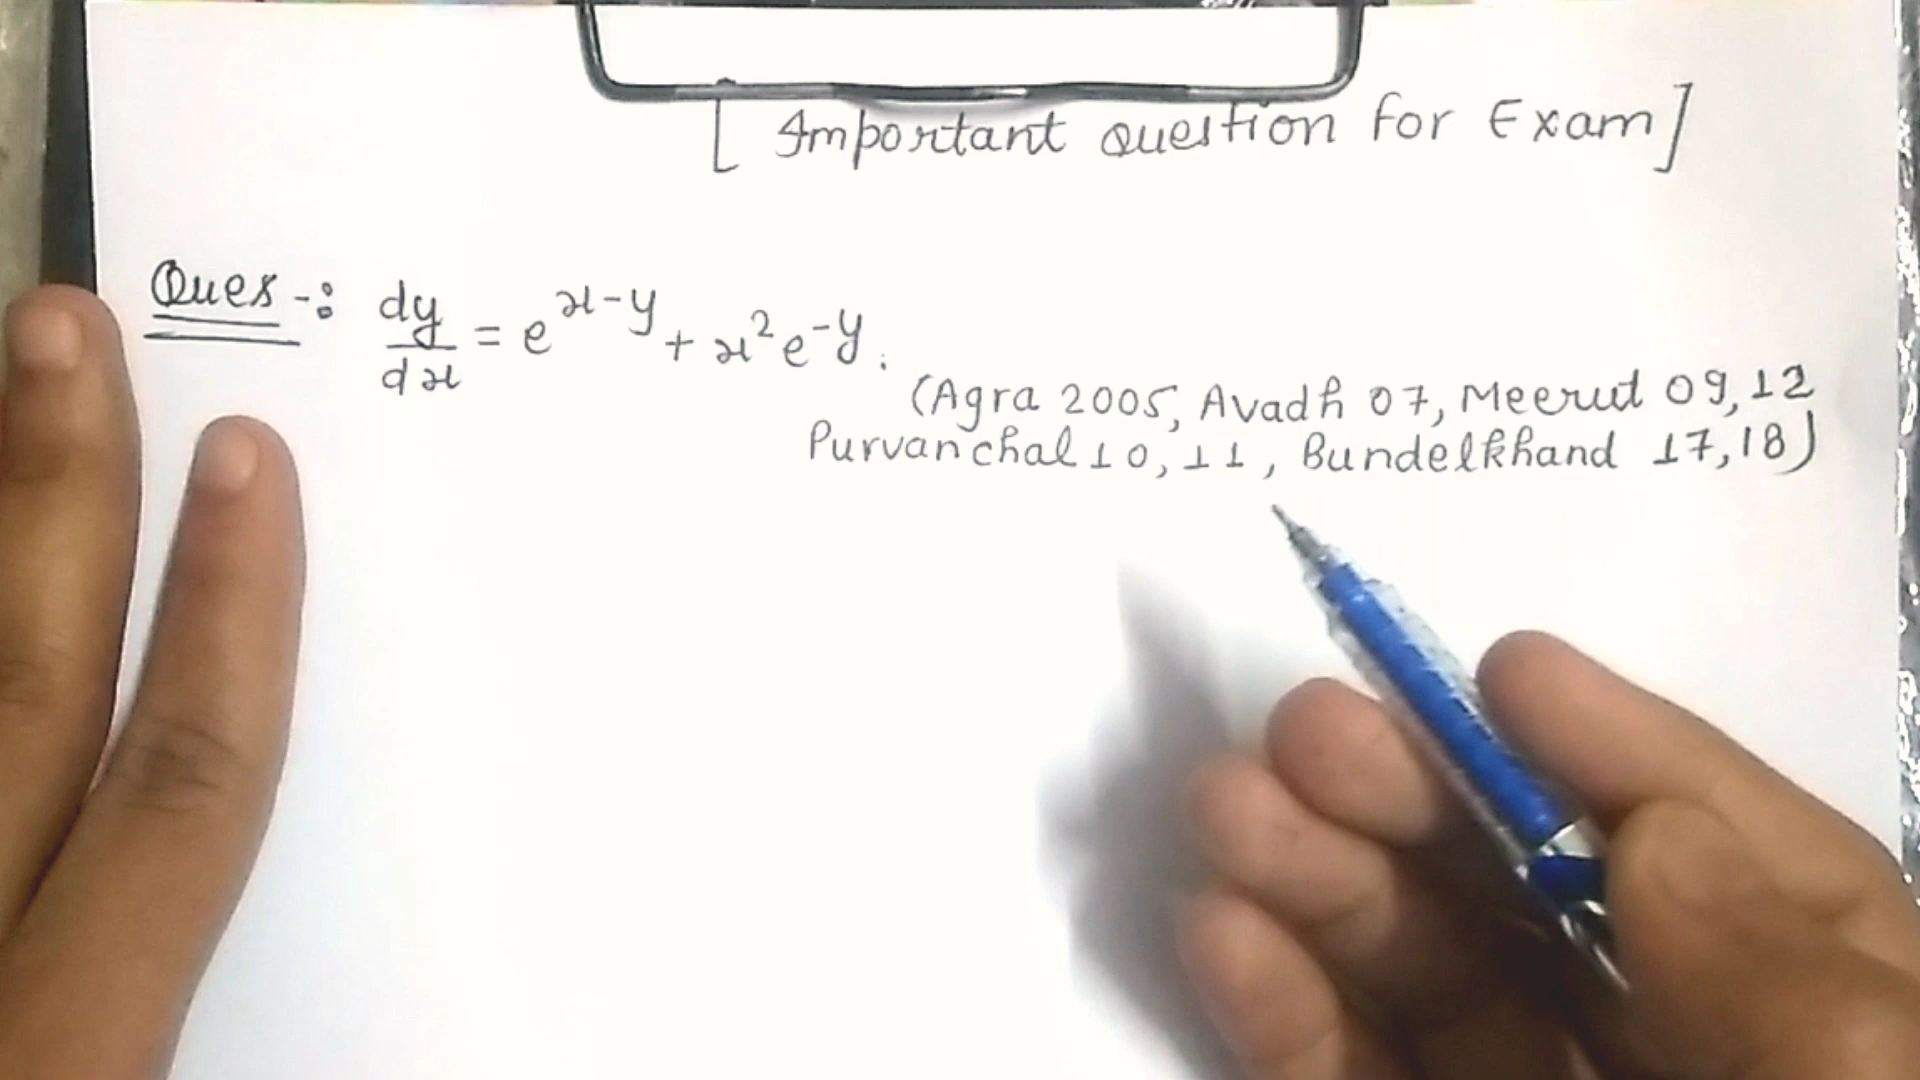 [ Important question for Exam]
Ques -: dy/dx = e^x-y + x^2e^-y.
(Agra 2005, Avadh 07, Meerut 09,12
Purvanchal 10, 11, Bundelkhand 17,18)